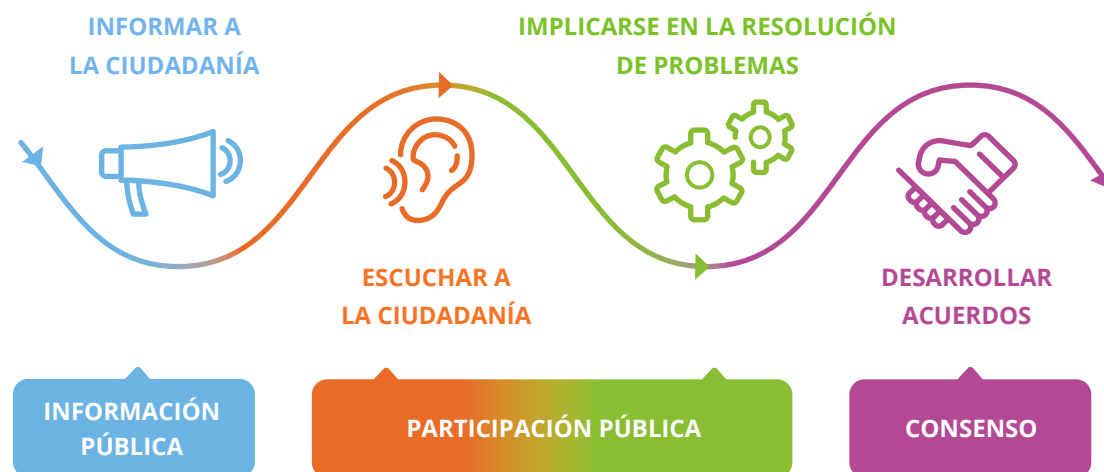 INFORMAR A
LA CIUDADANÍA
IMPLICARSE EN LA RESOLUCIÓN
DE PROBLEMAS
ESCUCHAR A
LA CIUDADANÍA
DESARROLLAR
ACUERDOS
INFORMACIÓN
PÚBLICA
PARTICIPACIÓN PÚBLICA
CONSENSO